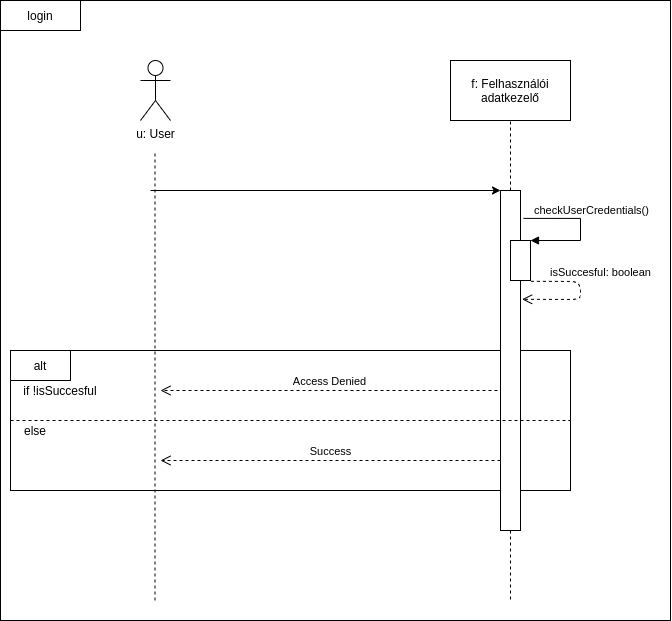 login
f: Felhasználói
adatkezelő
u: User
checkUserCredentials()
isSuccesful: boolean
alt
Access Denied
if !isSuccesful
else
Success